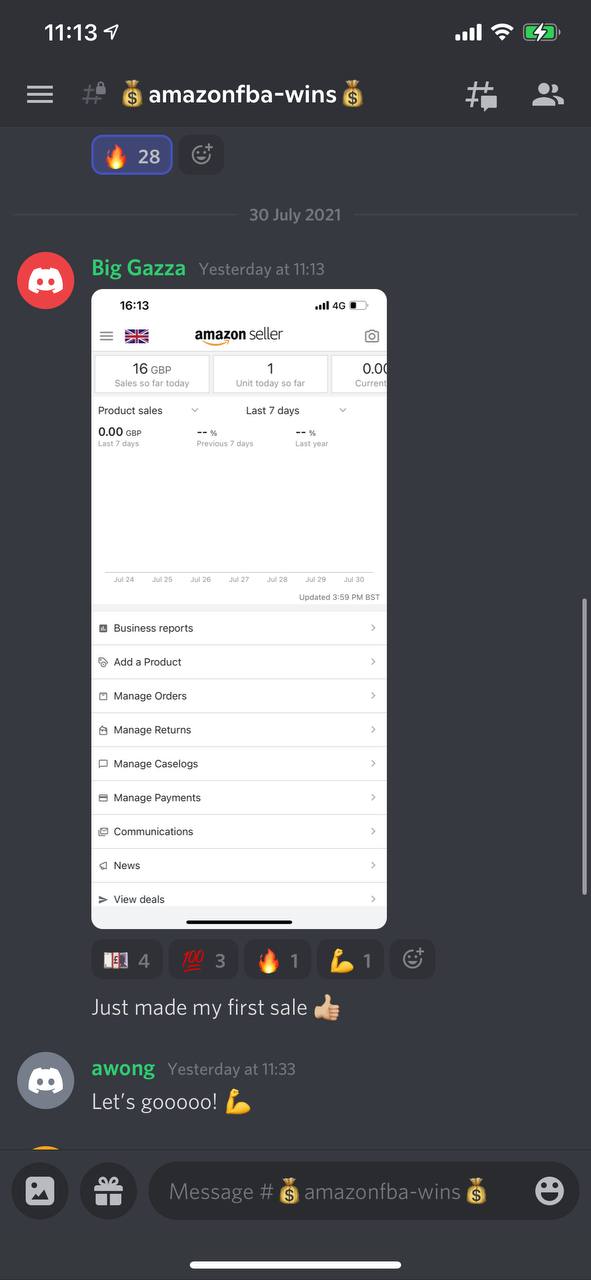 11:13
💰amazonfba-wins💰
🔥 28
30 July 2021
Big Gazza Yesterday at 11:13
16:13
4G
amazon seller
16 GBP
Sales so far today
1
Unit today so far
0.00
Current
Product sales
Last 7 days
0.00 GBP
Last 7 days
-- %
Previous 7 days
-- %
Last year
Jul 24 Jul 25 Jul 26 Jul 27 Jul 28 Jul 29 Jul 30
Updated 3:59 PM BST
Business reports
Add a Product
Manage Orders
Manage Returns
Manage Caselogs
Manage Payments
Communications
News
View deals
💷 4 💯 3 🔥 1 💪 1
Just made my first sale 👍🏼
awong Yesterday at 11:33
Let’s gooooo! 💪
Message #💰amazonfba-wins💰